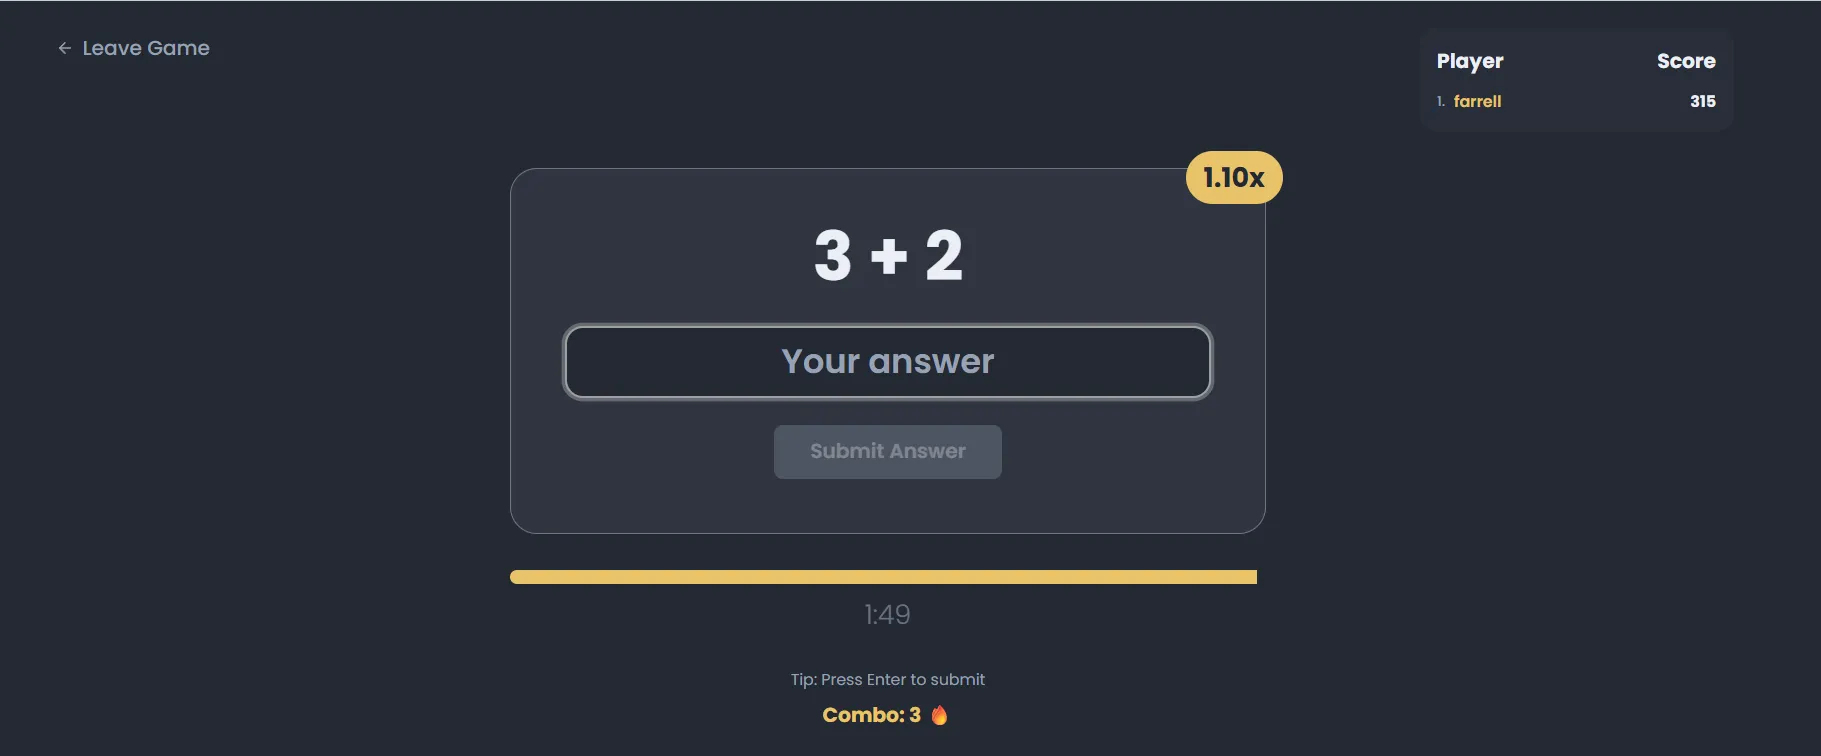 ← Leave Game
Player Score
1. farrell 315
1.10x
3 + 2
Your answer
Submit Answer
1:49
Tip: Press Enter to submit
Combo: 3 🔥